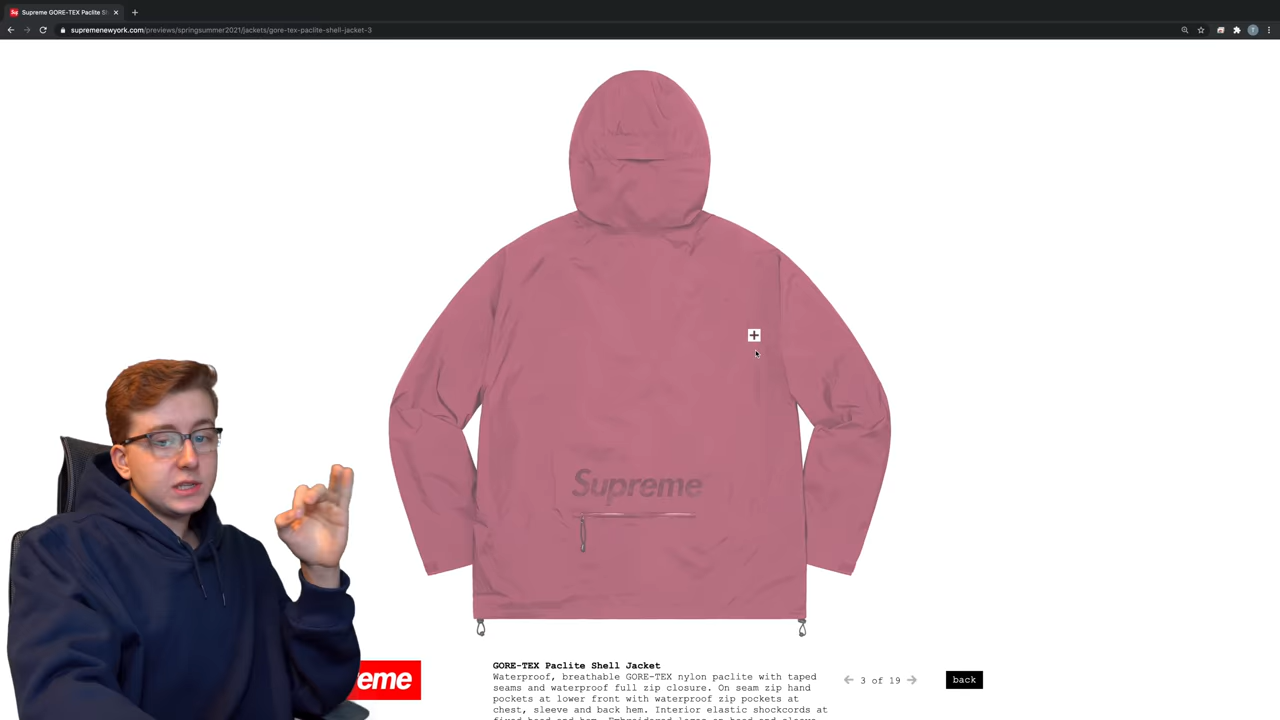 Supreme GORE-TEX Paclite Sh
supremenewyork.com/previews/springsummer2021/jackets/gore-tex-paclite-shell-jacket-3
T
Supreme
eme
GORE-TEX Paclite Shell Jacket
Waterproof, breathable GORE-TEX nylon paclite with taped
seams and waterproof full zip closure. On seam zip hand
pockets at lower front with waterproof zip pockets at
chest, sleeve and back hem. Interior elastic shockcords at
3 of 19
back